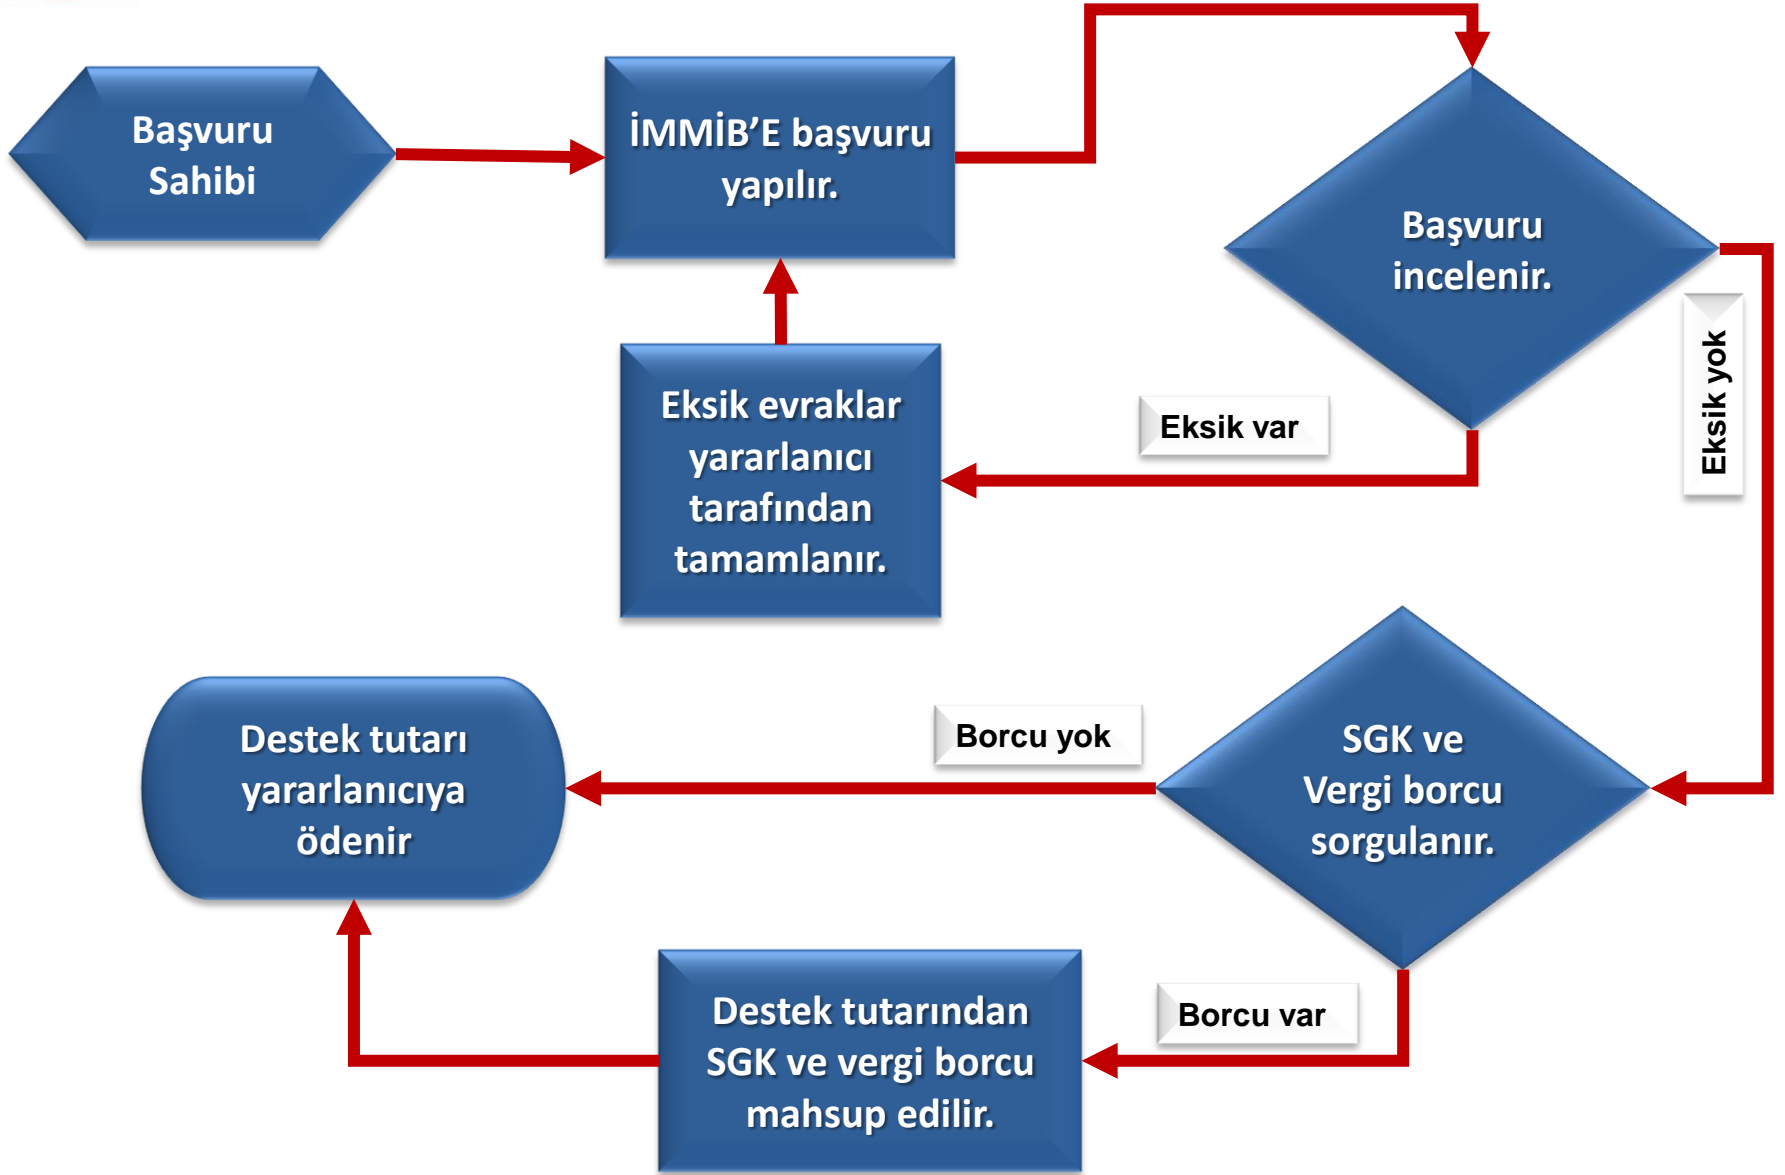 Başvuru
Sahibi
İMMİB’E başvuru
yapılır.
Başvuru
incelenir.
Eksik var
Eksik yok
Eksik evraklar
yararlanıcı
tarafından
tamamlanır.
SGK ve
Vergi borcu
sorgulanır.
Borcu yok
Borcu var
Destek tutarından
SGK ve vergi borcu
mahsup edilir.
Destek tutarı
yararlanıcıya
ödenir